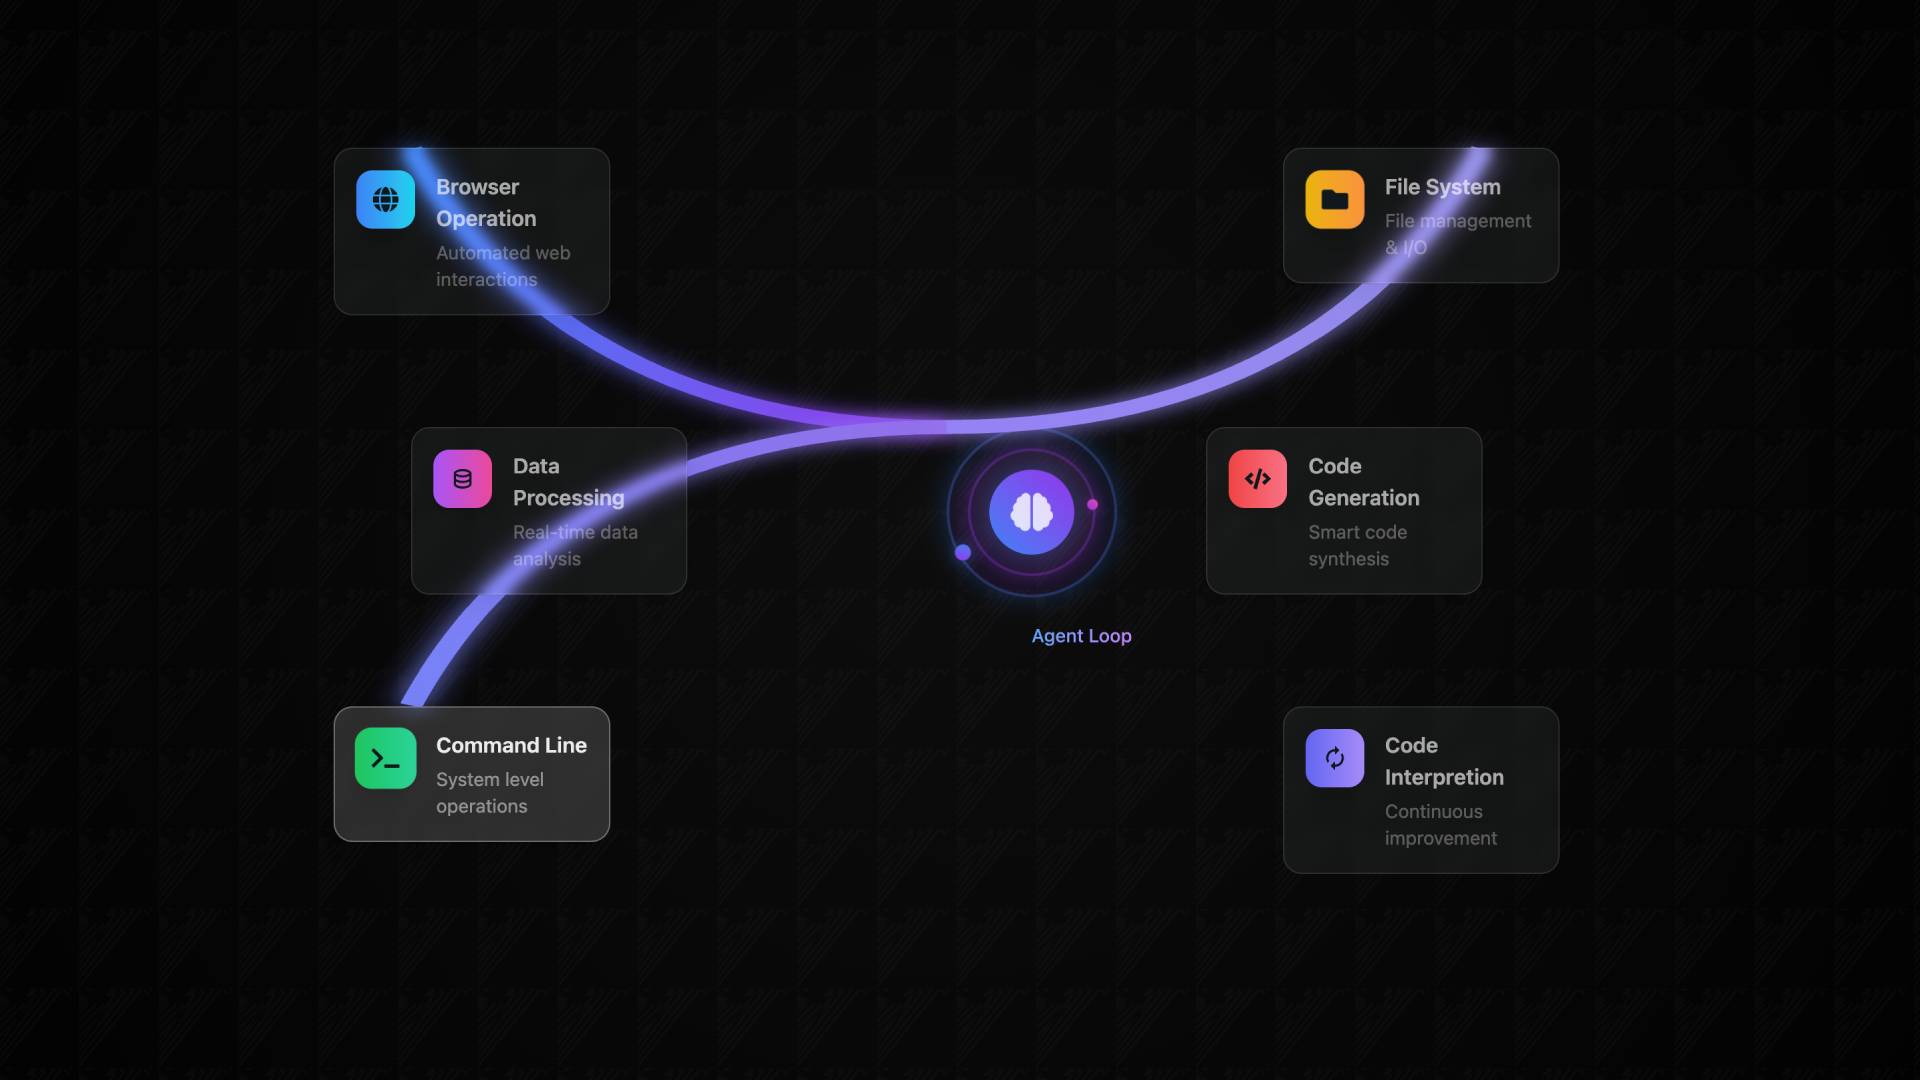 Browser
Operation
Automated web
interactions
File System
File management
& I/O
Data
Processing
Real-time data
analysis
Agent Loop
Code
Generation
Smart code
synthesis
Command Line
System level
operations
Code
Interpretion
Continuous
improvement